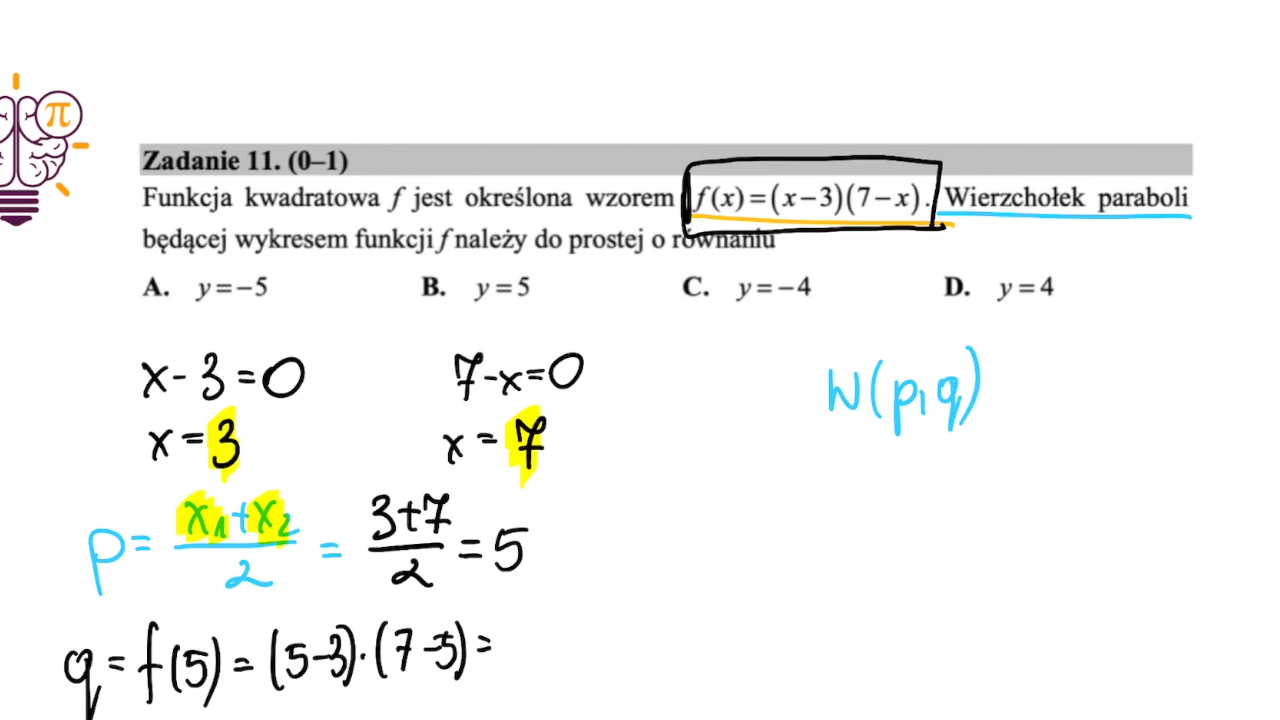 π
Zadanie 11. (0–1)
Funkcja kwadratowa f jest określona wzorem f(x)=(x−3)(7−x). Wierzchołek paraboli
będącej wykresem funkcji f należy do prostej o równaniu
A. y=−5 B. y=5 C. y=−4 D. y=4
x-3=0 7-x=0
W(p,q)
x=3 x=7
p= x₁+x₂/2 = 3+7/2 = 5
q=f(5)=(5-3)·(7-5)=